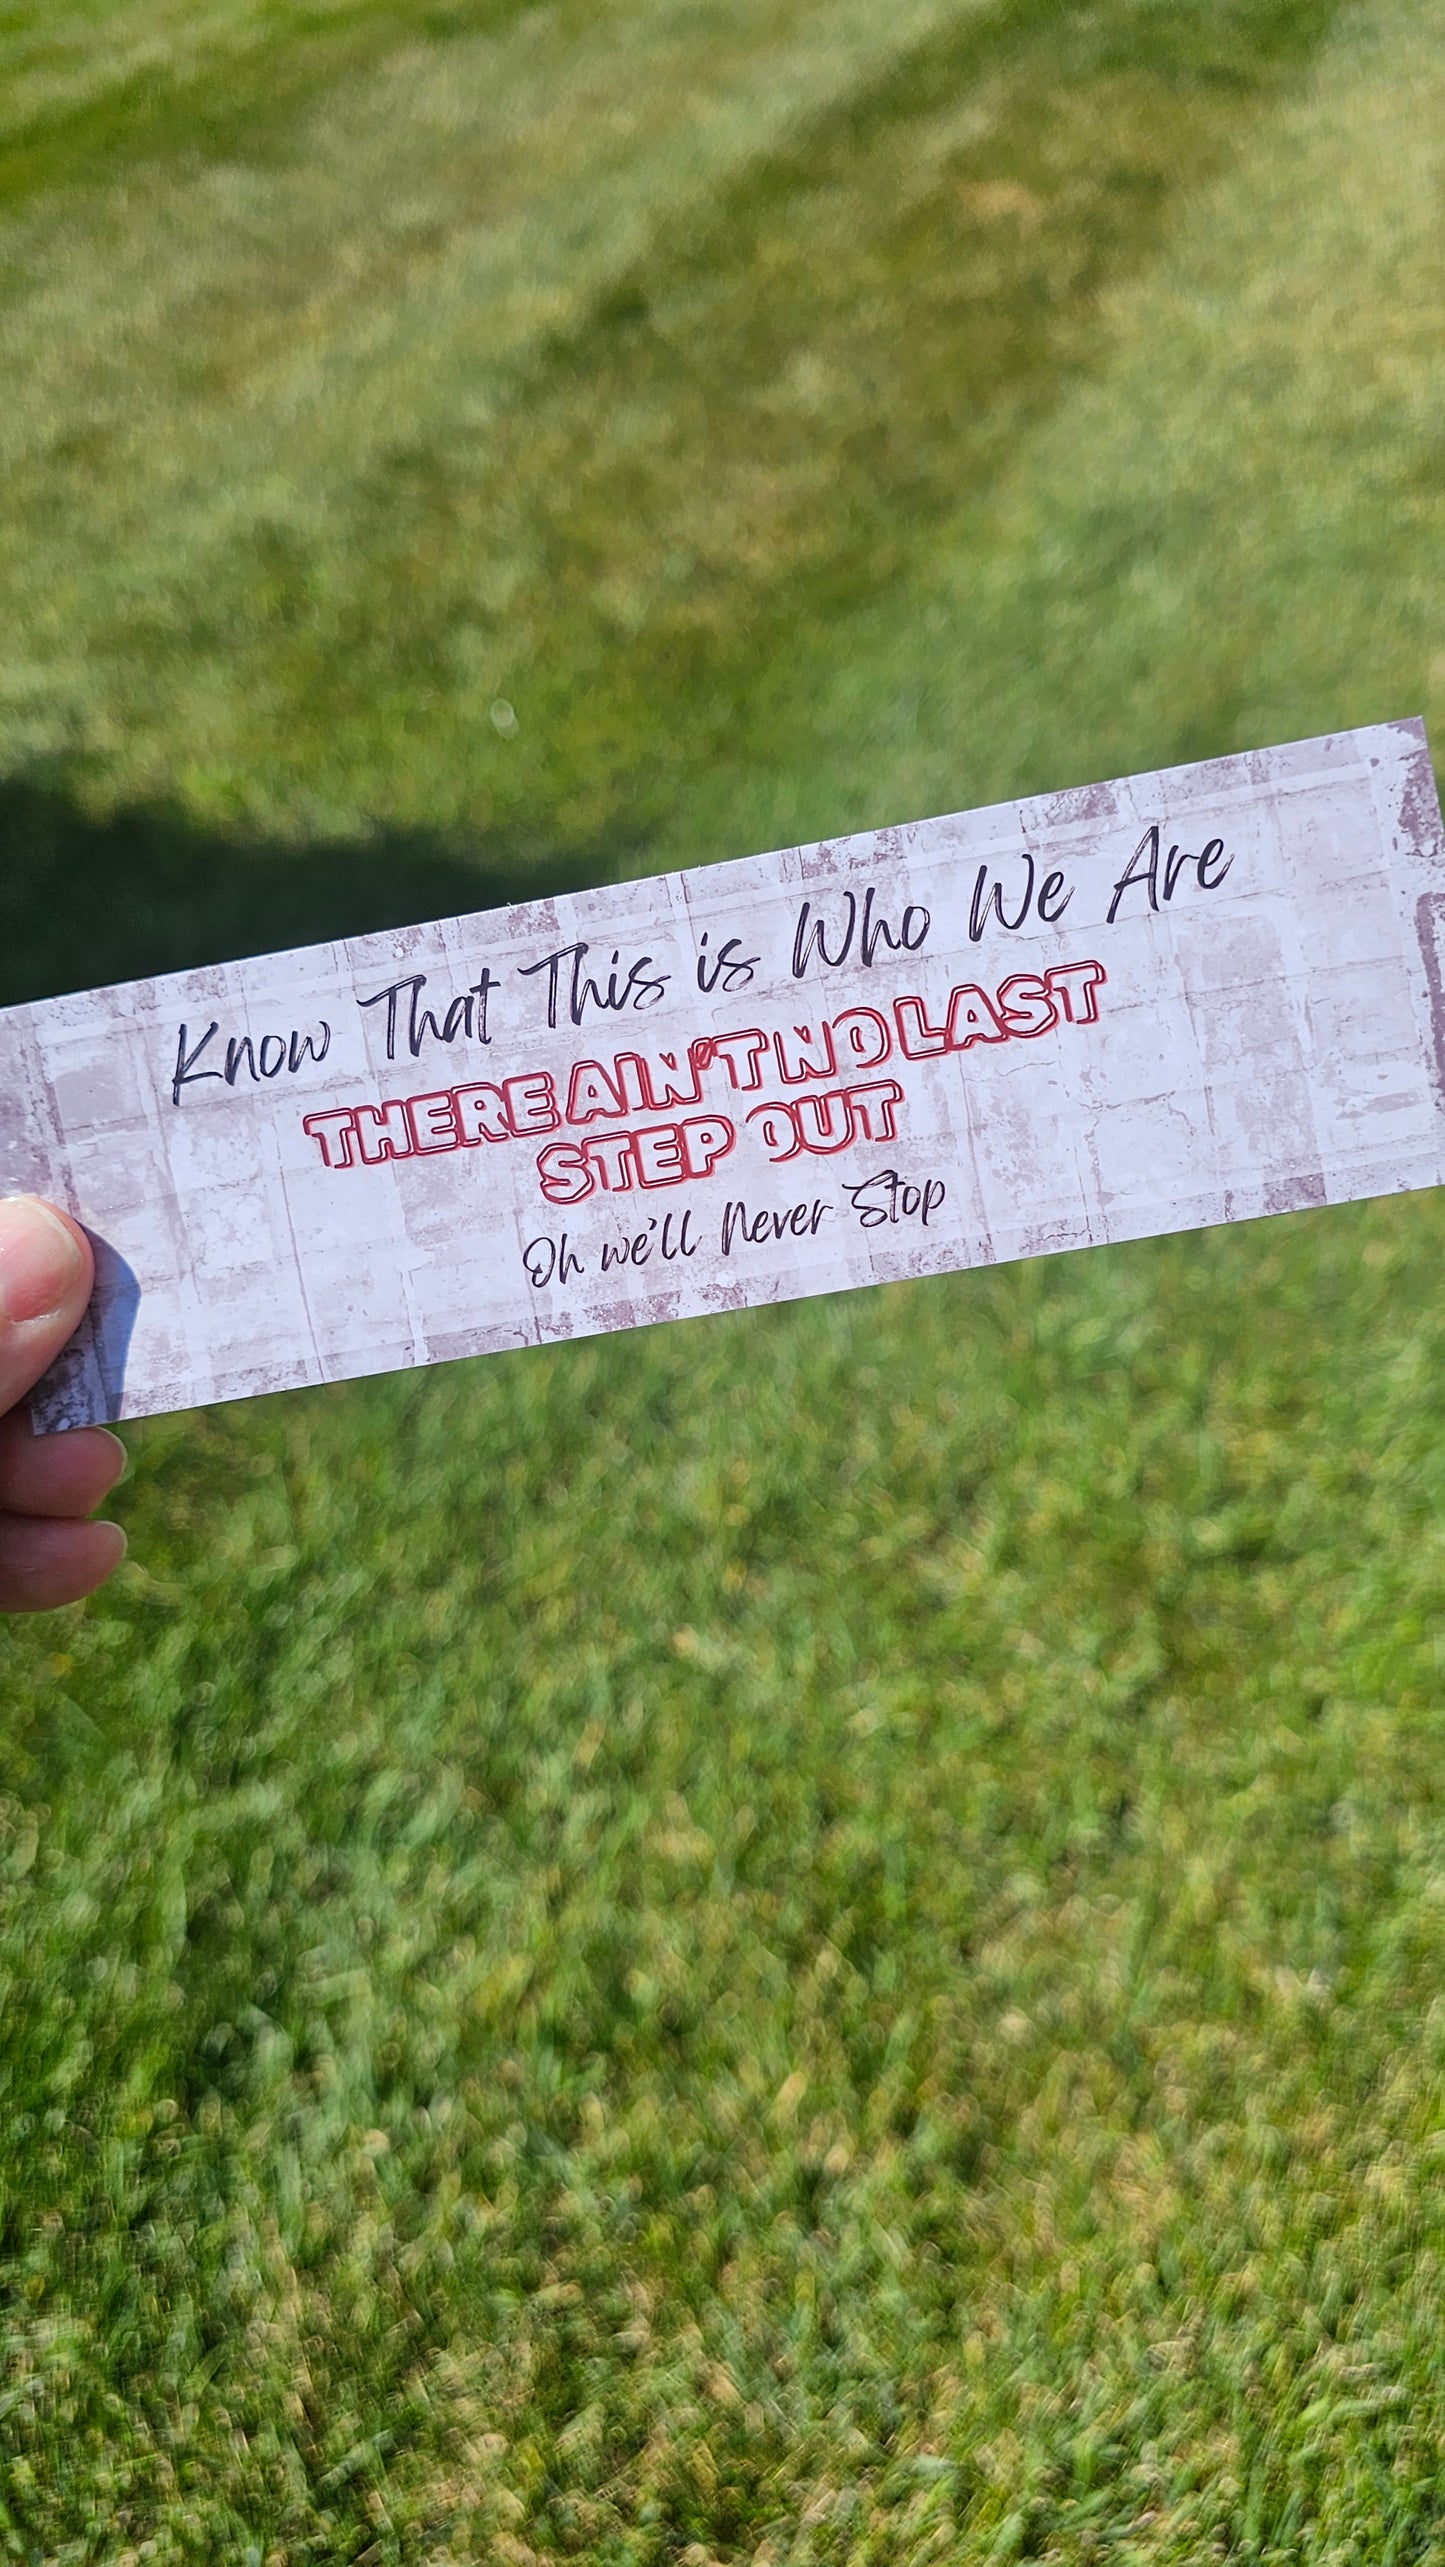 Know That This is Who We Are
THERE AIN'T NO LAST
STEP OUT
Oh we'll Never Stop